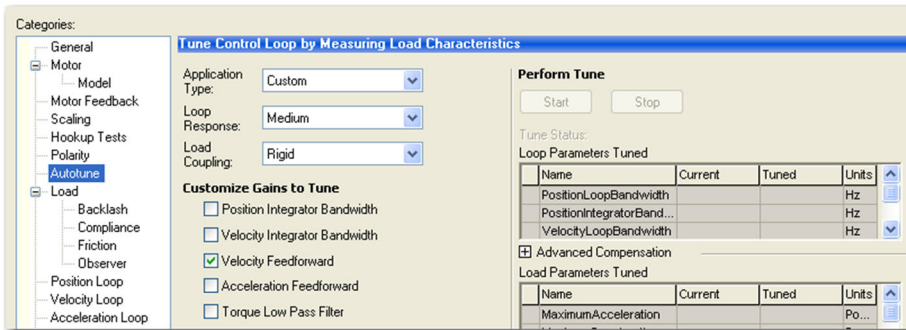 Categories:
General
Motor
Model
Motor Feedback
Scaling
Hookup Tests
Polarity
Autotune
Load
Backlash
Compliance
Friction
Observer
Position Loop
Velocity Loop
Acceleration Loop
Tune Control Loop by Measuring Load Characteristics
Application Type: Custom
Loop Response: Medium
Load Coupling: Rigid
Customize Gains to Tune
Position Integrator Bandwidth
Velocity Integrator Bandwidth
Velocity Feedforward
Acceleration Feedforward
Torque Low Pass Filter
Perform Tune
Start Stop
Tune Status:
Loop Parameters Tuned
Name Current Tuned Units
PositionLoopBandwidth Hz
PositionIntegratorBand... Hz
VelocityLoopBandwidth Hz
Advanced Compensation
Load Parameters Tuned
Name Current Tuned Units
MaximumAcceleration Po...